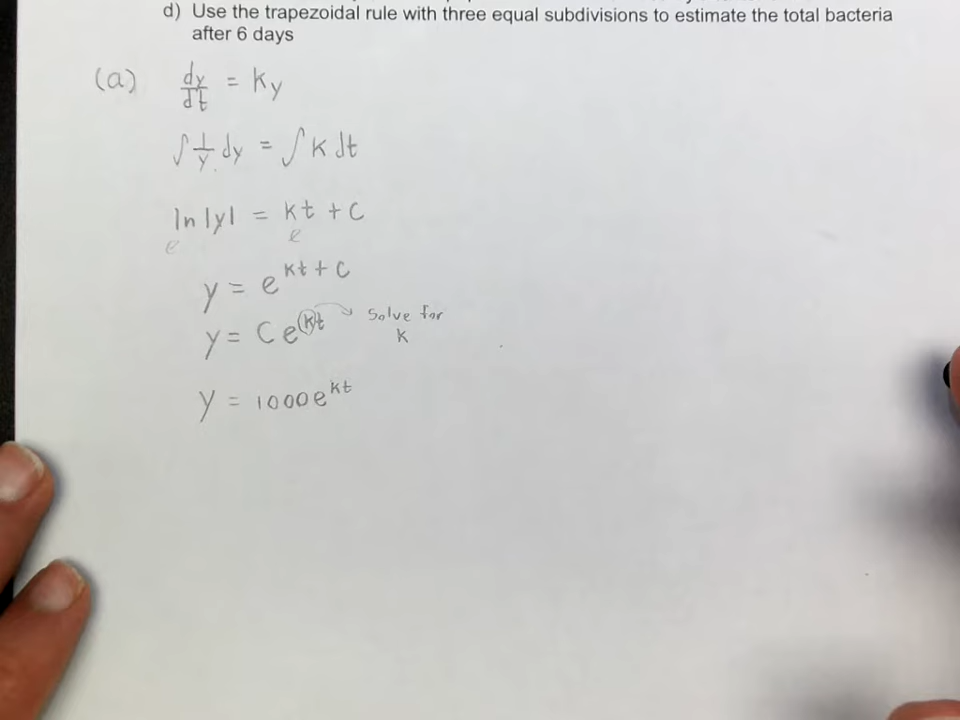 d) Use the trapezoidal rule with three equal subdivisions to estimate the total bacteria
after 6 days
(a) dy/dt = ky
∫ 1/y dy = ∫ k dt
ln |y| = kt + C
e e
y = e^(kt + C)
y = Ce^(kt) → Solve for
K
y = 1000e^(kt)